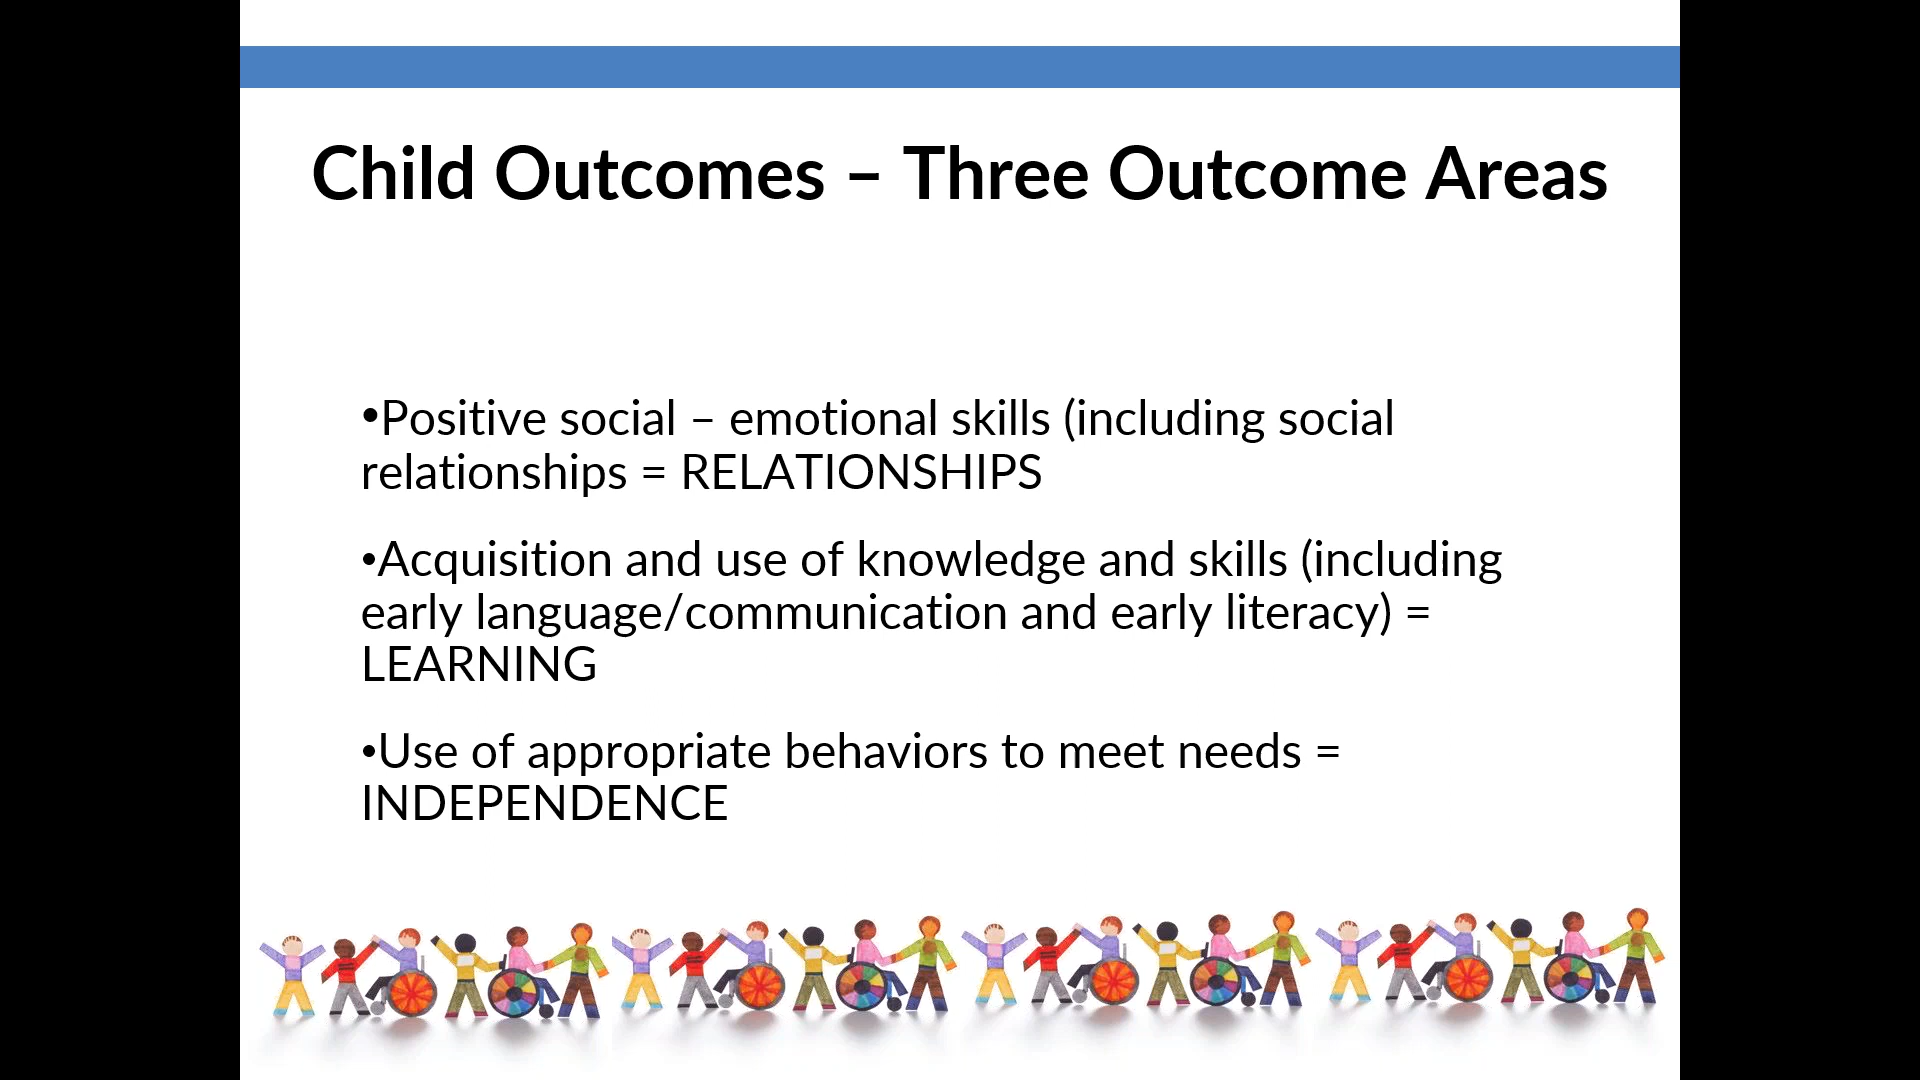 Child Outcomes – Three Outcome Areas
•Positive social – emotional skills (including social
relationships = RELATIONSHIPS
•Acquisition and use of knowledge and skills (including
early language/communication and early literacy) =
LEARNING
•Use of appropriate behaviors to meet needs =
INDEPENDENCE